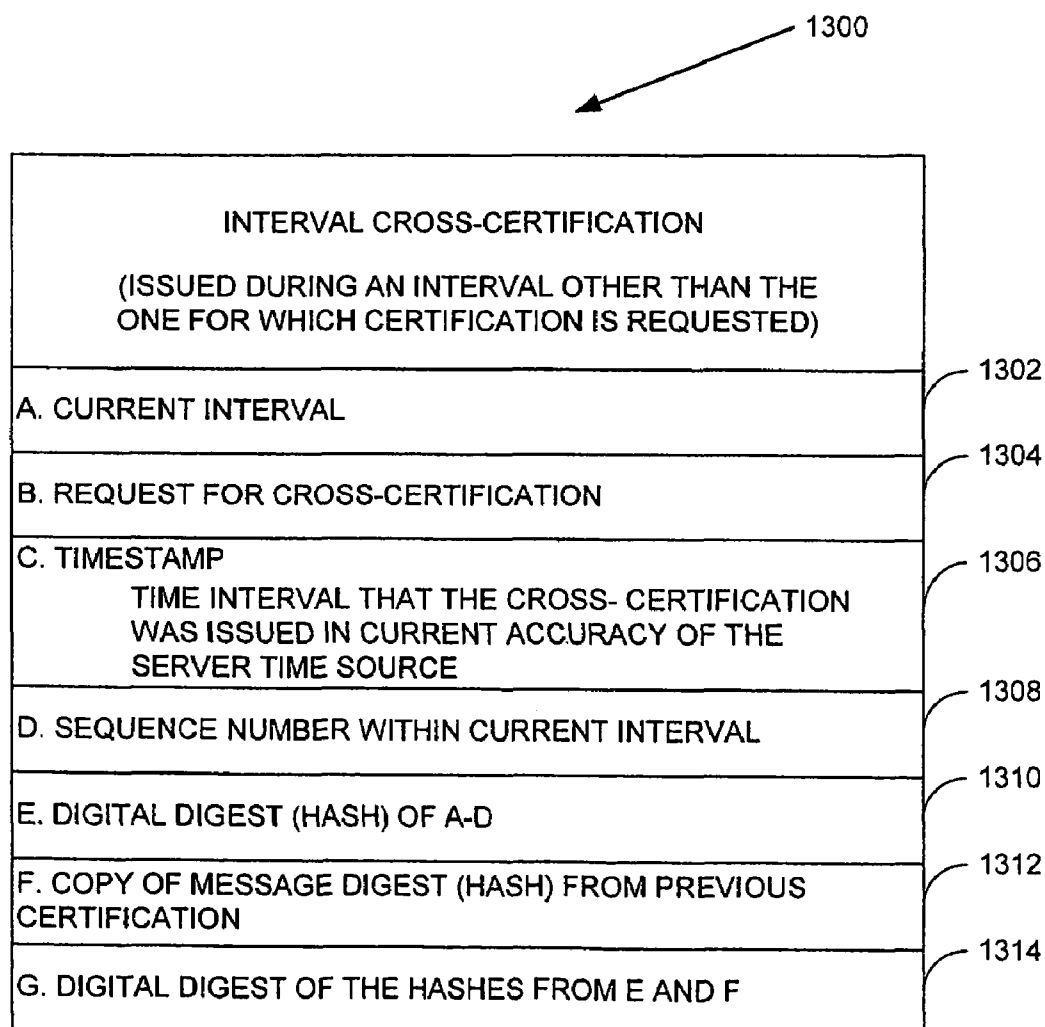 1300
INTERVAL CROSS-CERTIFICATION
(ISSUED DURING AN INTERVAL OTHER THAN THE
ONE FOR WHICH CERTIFICATION IS REQUESTED)
1302
A. CURRENT INTERVAL
1304
B. REQUEST FOR CROSS-CERTIFICATION
1306
C. TIMESTAMP
TIME INTERVAL THAT THE CROSS- CERTIFICATION
WAS ISSUED IN CURRENT ACCURACY OF THE
SERVER TIME SOURCE
1308
D. SEQUENCE NUMBER WITHIN CURRENT INTERVAL
1310
E. DIGITAL DIGEST (HASH) OF A-D
1312
F. COPY OF MESSAGE DIGEST (HASH) FROM PREVIOUS
CERTIFICATION
1314
G. DIGITAL DIGEST OF THE HASHES FROM E AND F